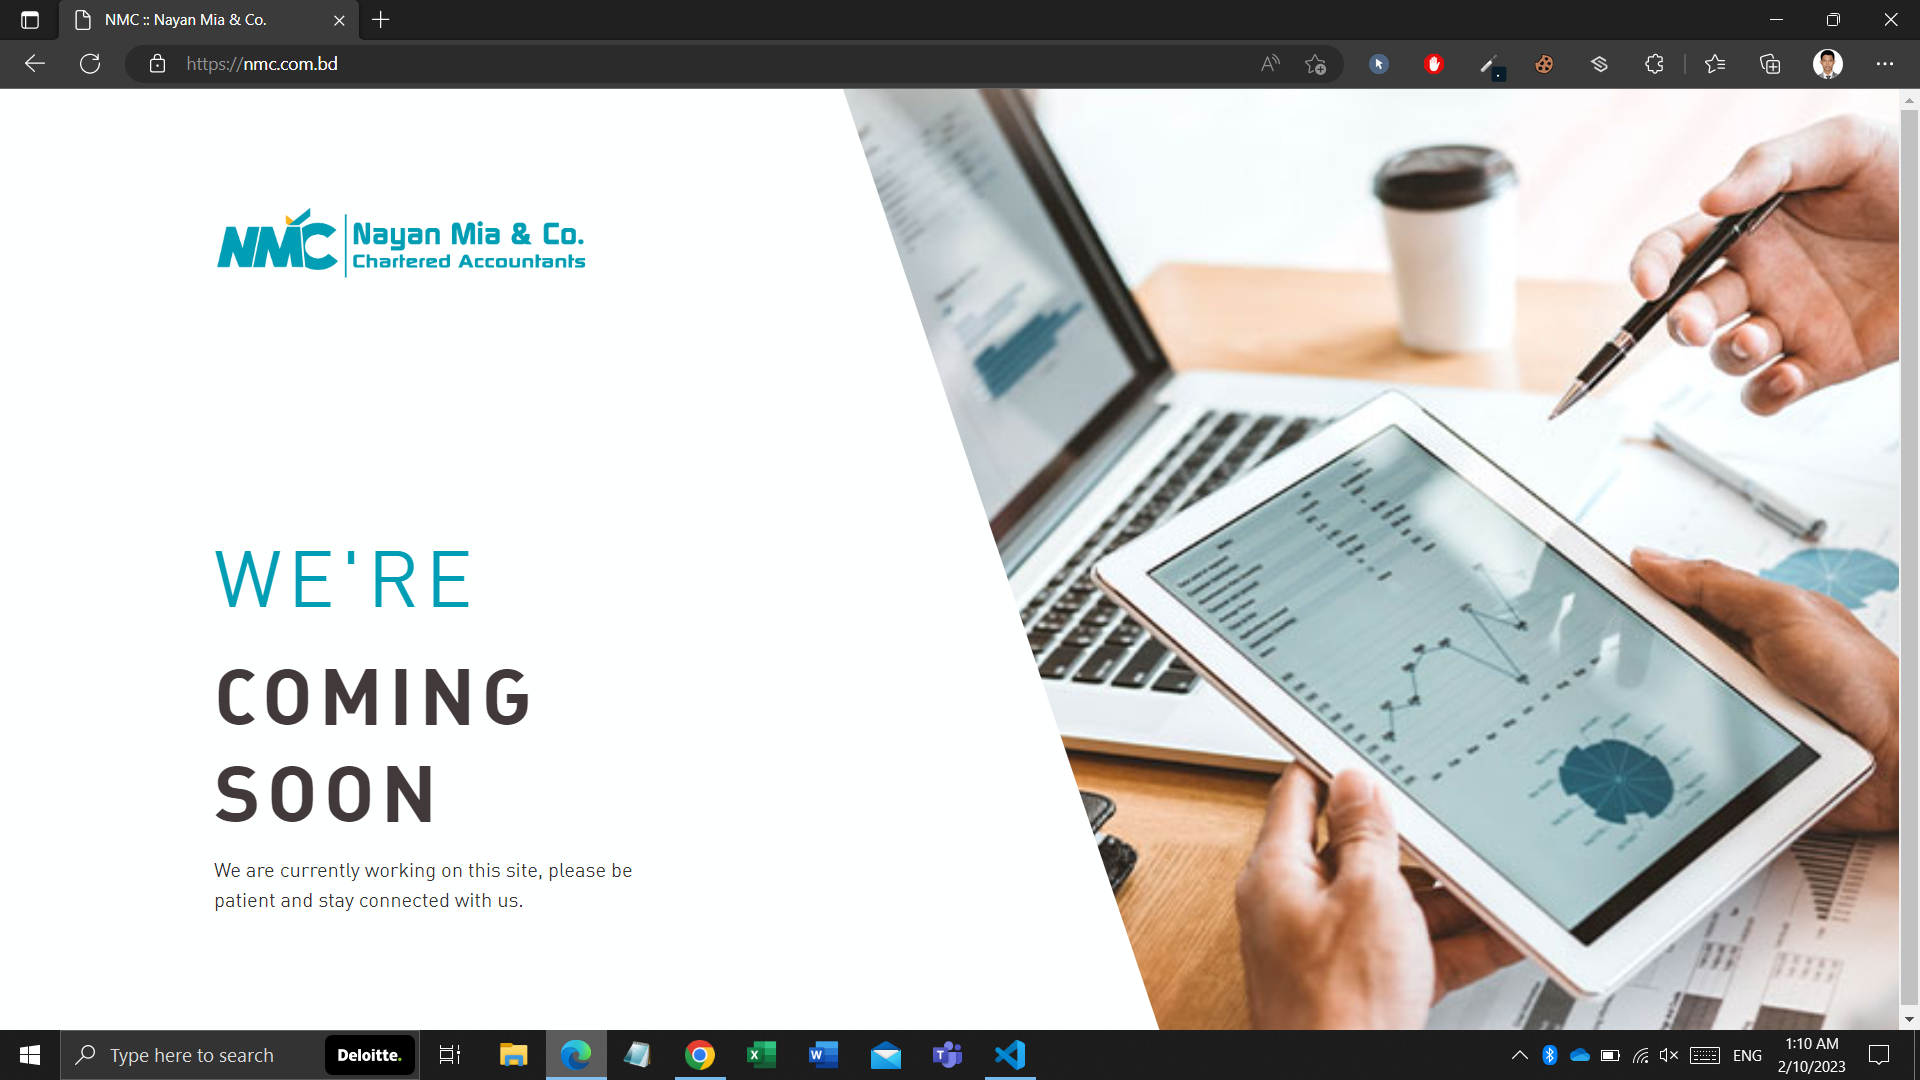 NMC :: Nayan Mia & Co.
https://nmc.com.bd
NMC
Nayan Mia & Co.
Chartered Accountants
WE'RE
COMING
SOON
We are currently working on this site, please be
patient and stay connected with us.
Type here to search
Deloitte.
ENG
1:10 AM
2/10/2023